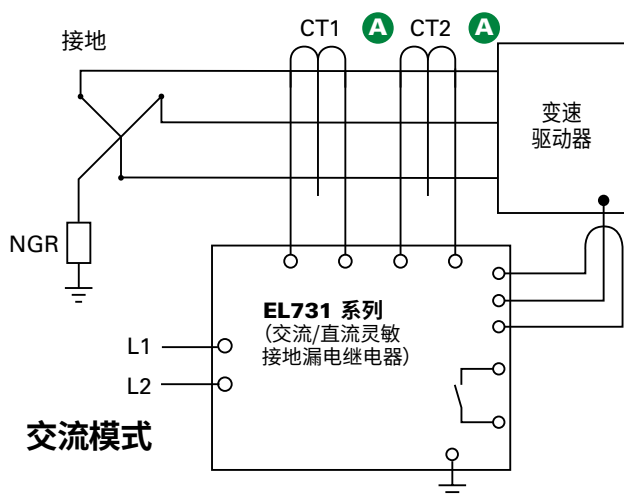 接地
CT1 A CT2 A
变速
驱动器
NGR
EL731 系列
(交流/直流灵敏
接地漏电继电器)
L1
L2
交流模式